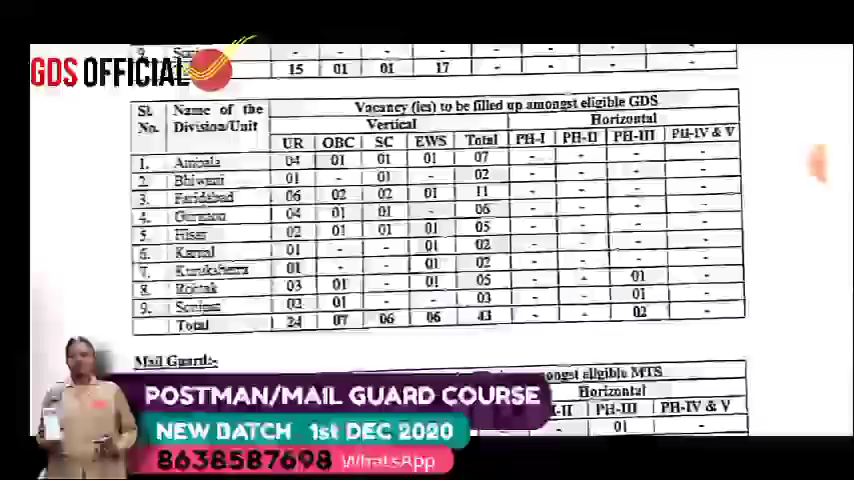 GDS OFFICIAL
9.
- - - - - - -
15 01 01 17 - - - -
Sl. No. Name of the Division/Unit Vacancy (ies) to be filled up amongst eligible GDS
Vertical Horizontal
UR OBC SC EWS Total PH-I PH-II PH-III PH-IV & V
1. Ambala 04 01 01 01 07 - - - -
2. Bhiwani 01 - 01 - 02 - - - -
3. Faridabad 06 02 02 01 11 - - - -
4. Gurgaon 04 01 01 - 06 - - - -
5. Hisar 02 01 01 01 05 - - - -
6. Karnal 01 - - 01 02 - - - -
7. Kurukshetra 01 - - 01 02 - - - -
8. Rohtak 03 01 - 01 05 - - 01 -
9. Sonipat 02 01 - - 03 - - 01 -
Total 24 07 06 06 43 - - 02 -
Mail Guard:-
amongst eligible MTS
Horizontal
PH-III PH-IV & V
- 01 -
POSTMAN/MAIL GUARD COURSE
NEW BATCH 1st DEC 2020
8638587698 WhatsApp